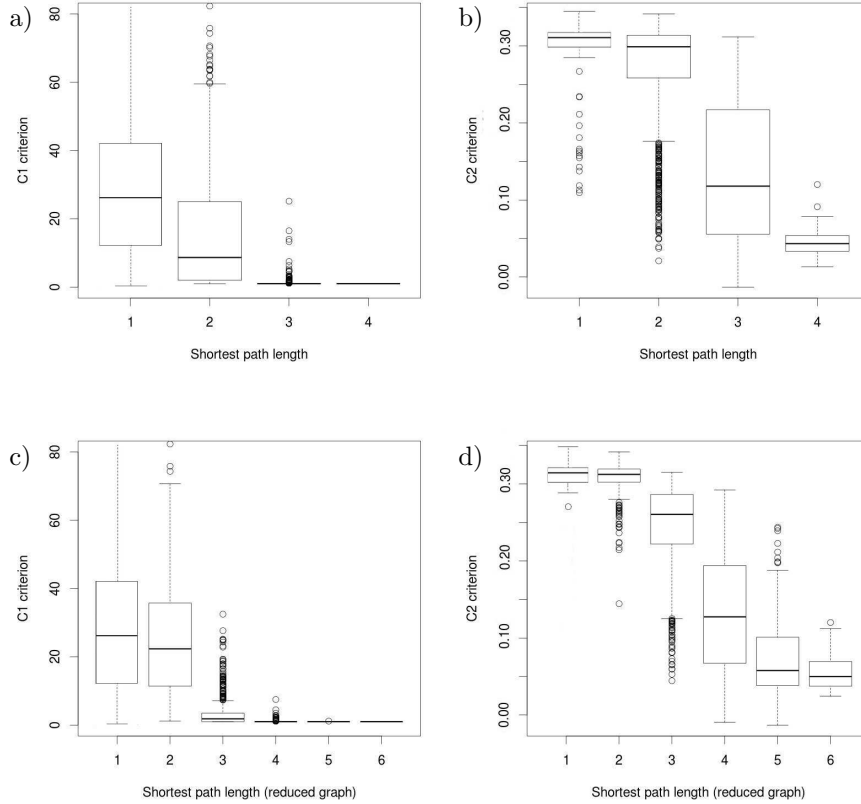 a)
C1 criterion
80
60
40
20
0
1 2 3 4
Shortest path length
b)
C2 criterion
0.30
0.20
0.10
0.00
1 2 3 4
Shortest path length
c)
C1 criterion
80
60
40
20
0
1 2 3 4 5 6
Shortest path length (reduced graph)
d)
C2 criterion
0.30
0.20
0.10
0.00
1 2 3 4 5 6
Shortest path length (reduced graph)